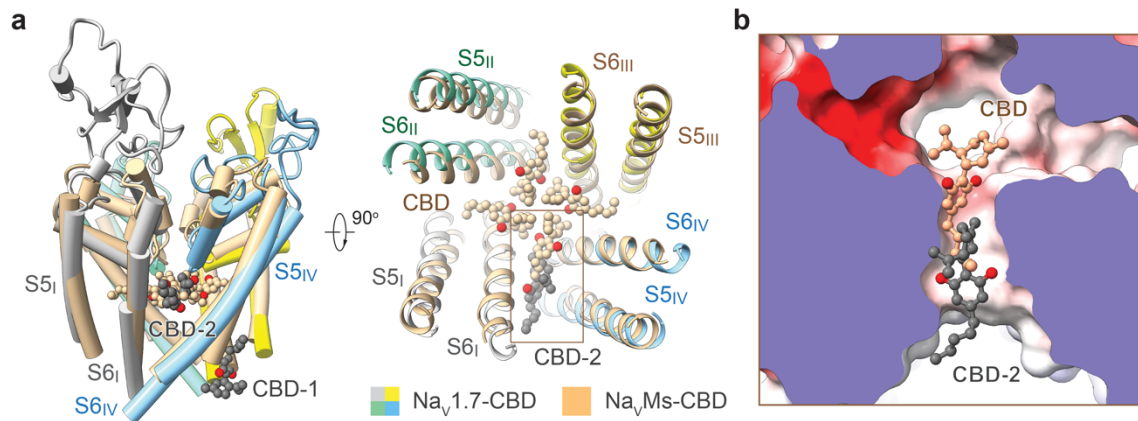 a
S5I
S6I
S6IV
CBD-2
S5IV
CBD-1
90°
S5II
S6II
S6III
S5III
CBD
S6IV
S5I
S5IV
S6I
CBD-2
NaV1.7-CBD
NaVMs-CBD
b
CBD
CBD-2